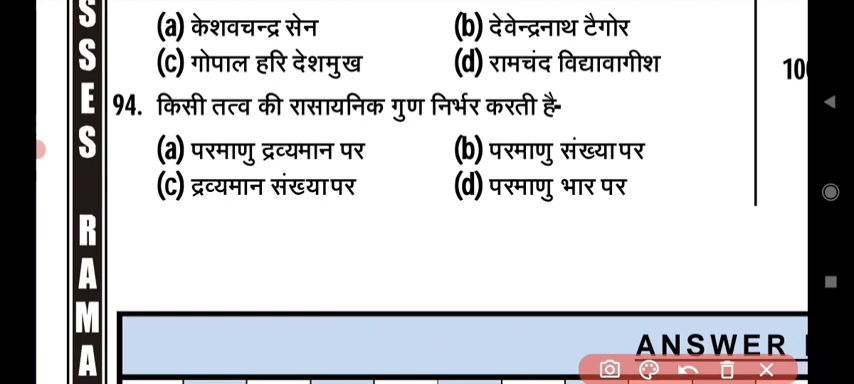 (a) केशवचन्द्र सेन (b) देवेन्द्रनाथ टैगोर
(c) गोपाल हरि देशमुख (d) रामचंद विद्यावागीश
94. किसी तत्व की रासायनिक गुण निर्भर करती है-
(a) परमाणु द्रव्यमान पर (b) परमाणु संख्या पर
(c) द्रव्यमान संख्या पर (d) परमाणु भार पर
S
S
E
S
R
A
M
A
ANSWER